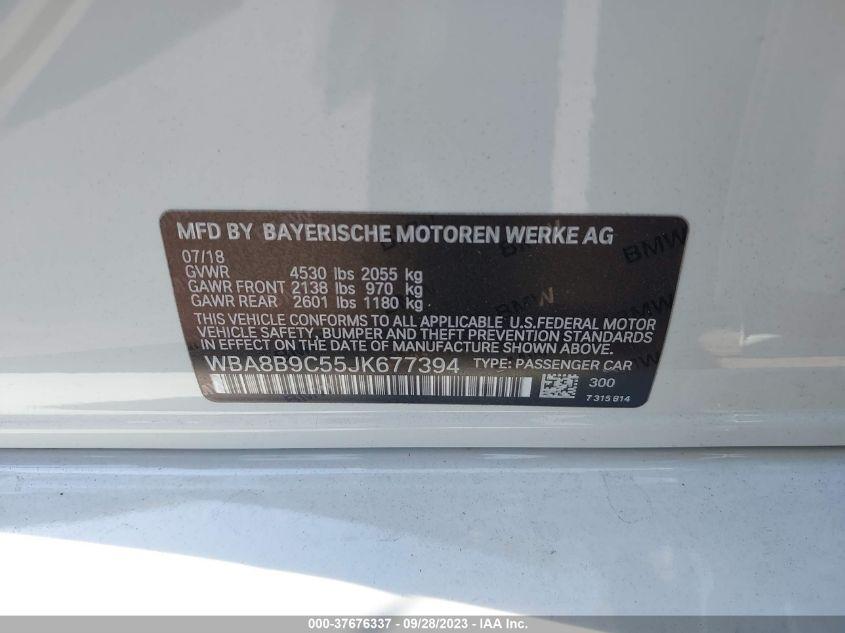 MFD BY BAYERISCHE MOTOREN WERKE AG
07/18
GVWR 4530 lbs 2055 kg
GAWR FRONT 2138 lbs 970 kg
GAWR REAR 2601 lbs 1180 kg
THIS VEHICLE CONFORMS TO ALL APPLICABLE U.S.FEDERAL MOTOR
VEHICLE SAFETY, BUMPER AND THEFT PREVENTION STANDARDS
IN EFFECT ON THE DATE OF MANUFACTURE SHOWN ABOVE.
WBA8B9C55JK677394 TYPE: PASSENGER CAR
300
7 315 814
BMW
BMW
BMW
000-37676337 - 09/28/2023 - IAA Inc.